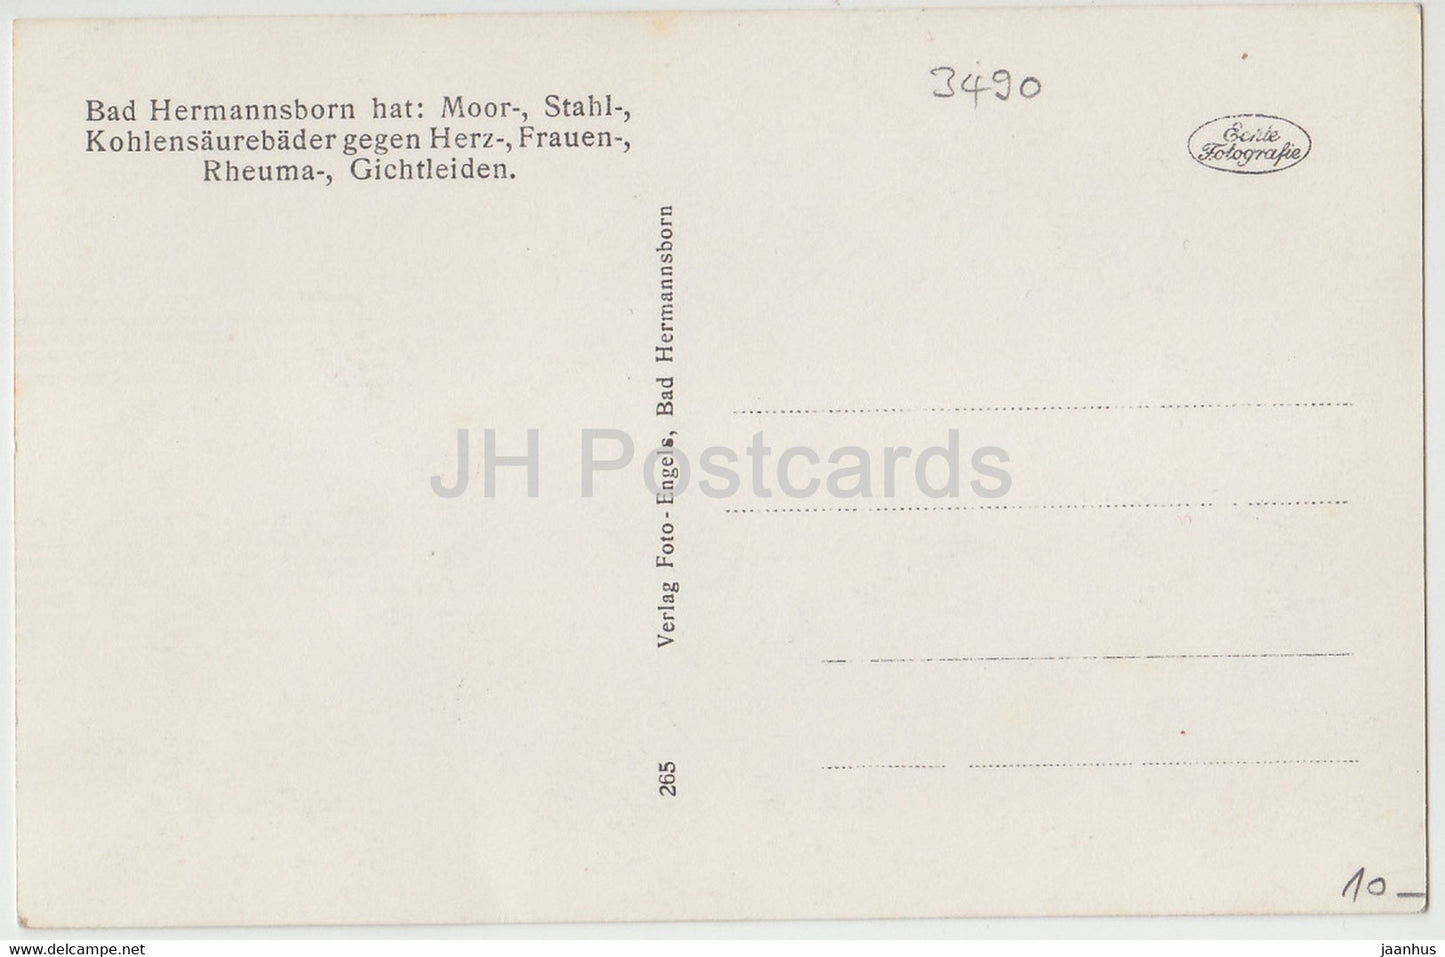 Bad Hermannsborn hat: Moor-, Stahl-,
Kohlensäurebäder gegen Herz-, Frauen-,
Rheuma-, Gichtleiden.
3490
Echte
Fotografie
Verlag Foto-Engels, Bad Hermannsborn
265
JH Postcards
10 –
www.delcampe.net
jaanhus